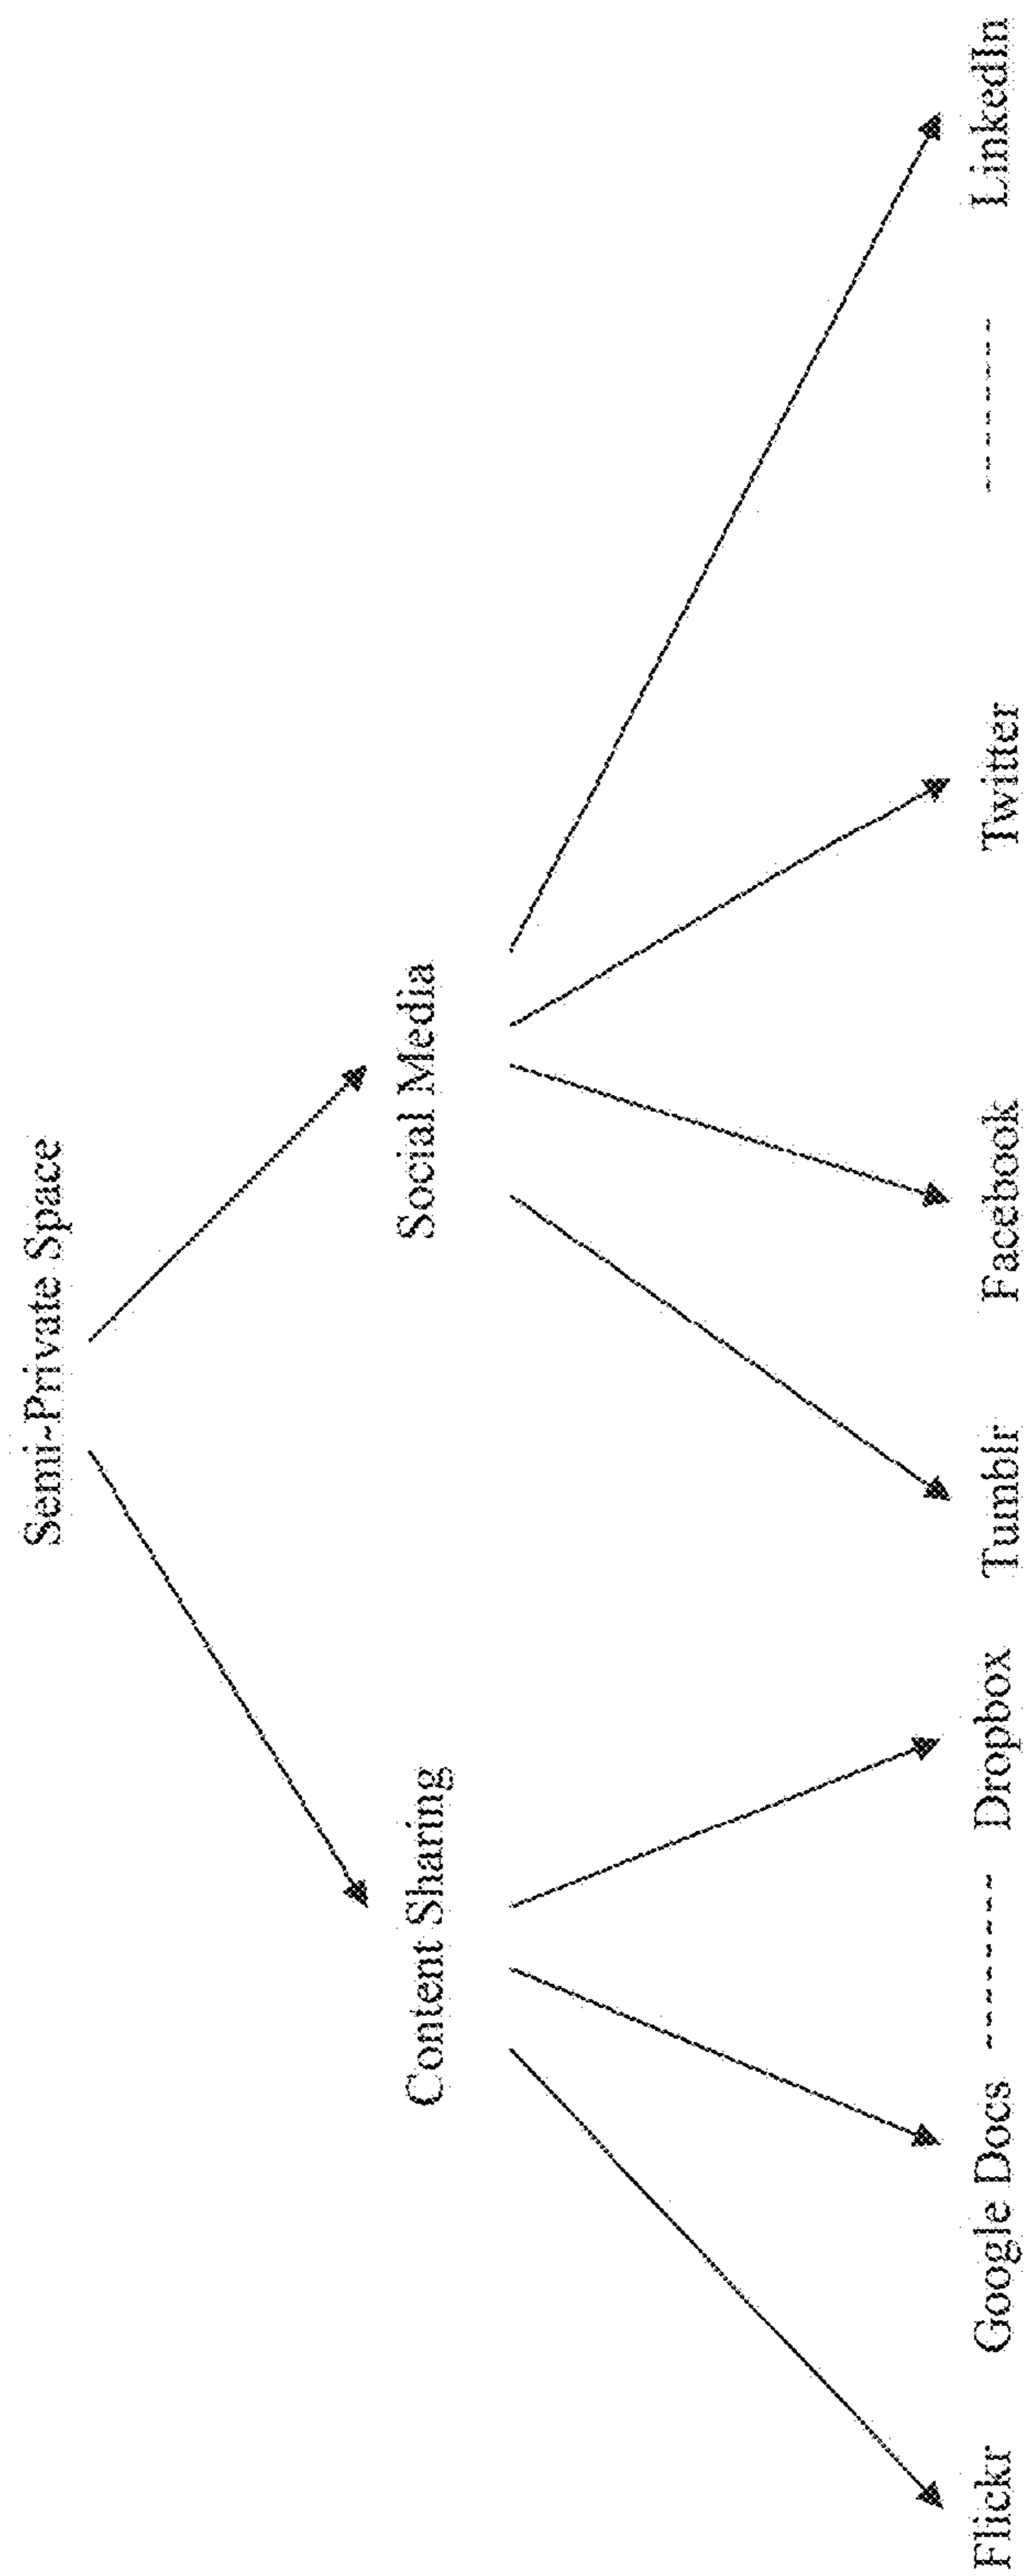 Semi-Private Space
Content Sharing Social Media
Flickr Google Docs -------- Dropbox Tumblr Facebook Twitter -------- LinkedIn